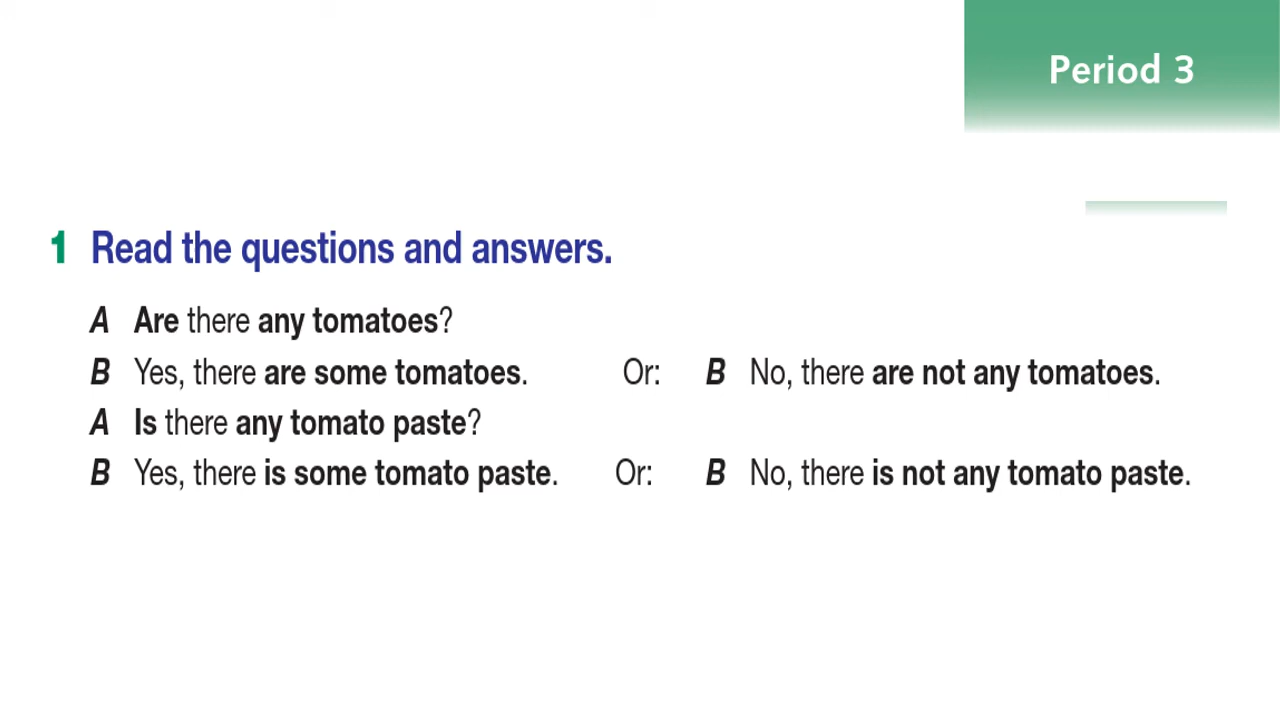 Period 3
1 Read the questions and answers.
A Are there any tomatoes?
B Yes, there are some tomatoes. Or: B No, there are not any tomatoes.
A Is there any tomato paste?
B Yes, there is some tomato paste. Or: B No, there is not any tomato paste.